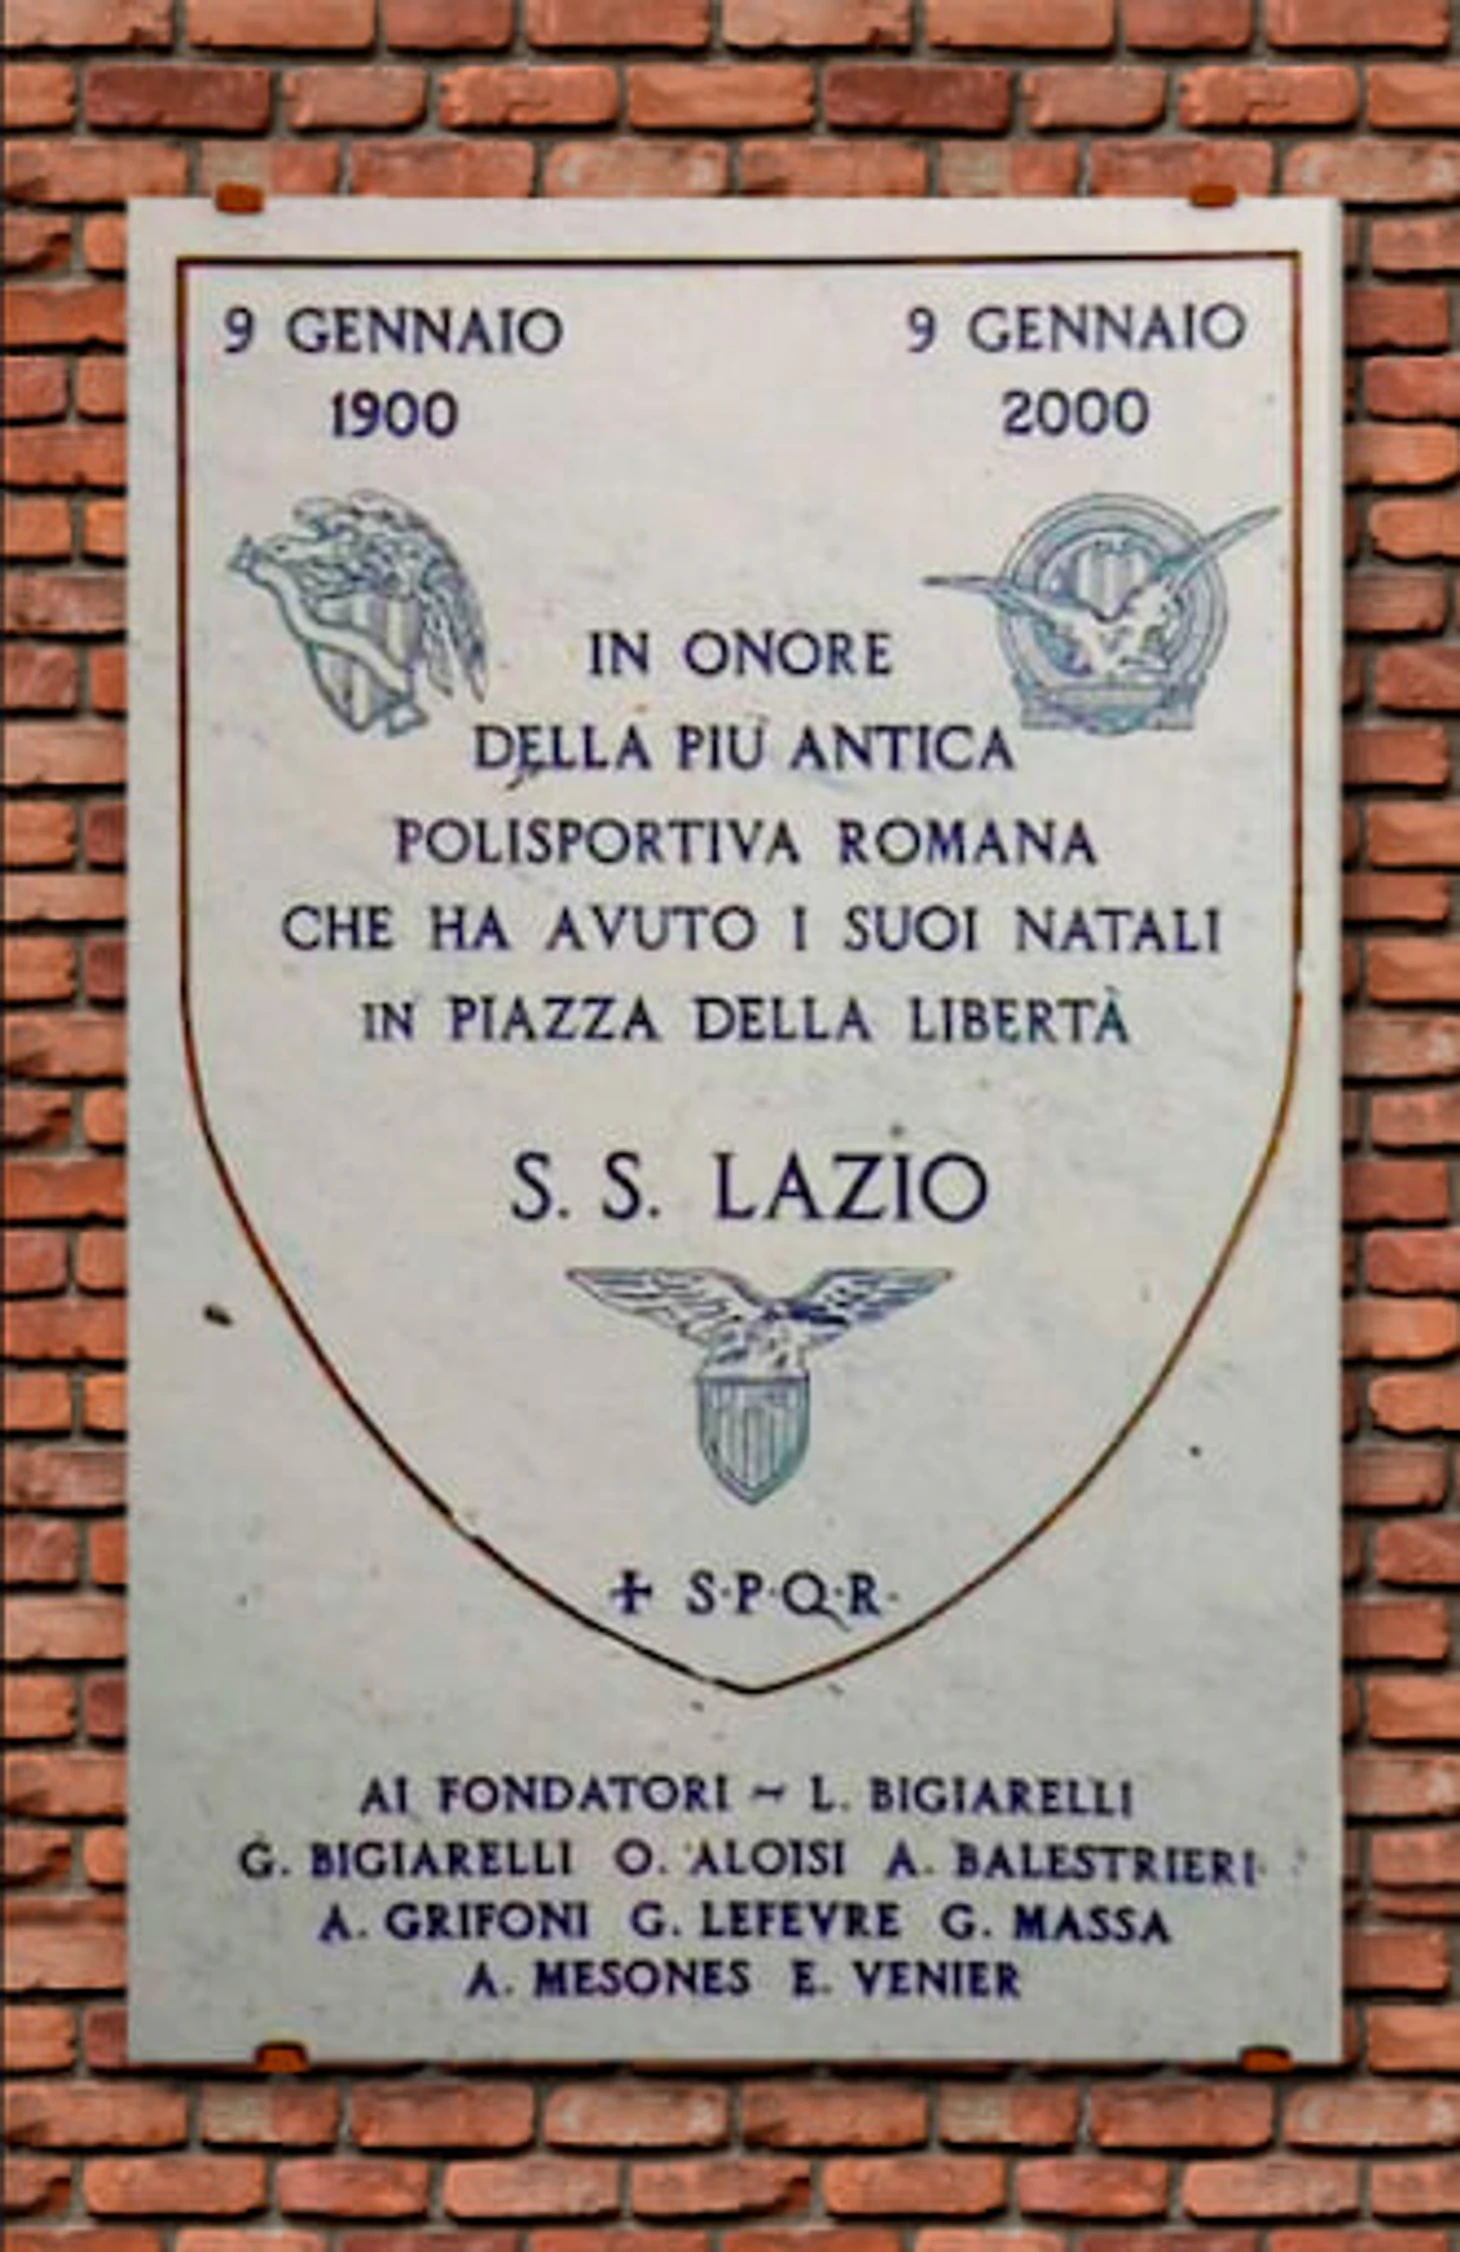 9 GENNAIO
1900
9 GENNAIO
2000
IN ONORE
DELLA PIÙ ANTICA
POLISPORTIVA ROMANA
CHE HA AVUTO I SUOI NATALI
IN PIAZZA DELLA LIBERTÀ
S. S. LAZIO
+ S·P·Q·R·
AI FONDATORI ~ L. BIGIARELLI
G. BIGIARELLI O. ALOISI A. BALESTRIERI
A. GRIFONI G. LEFEVRE G. MASSA
A. MESONES E. VENIER